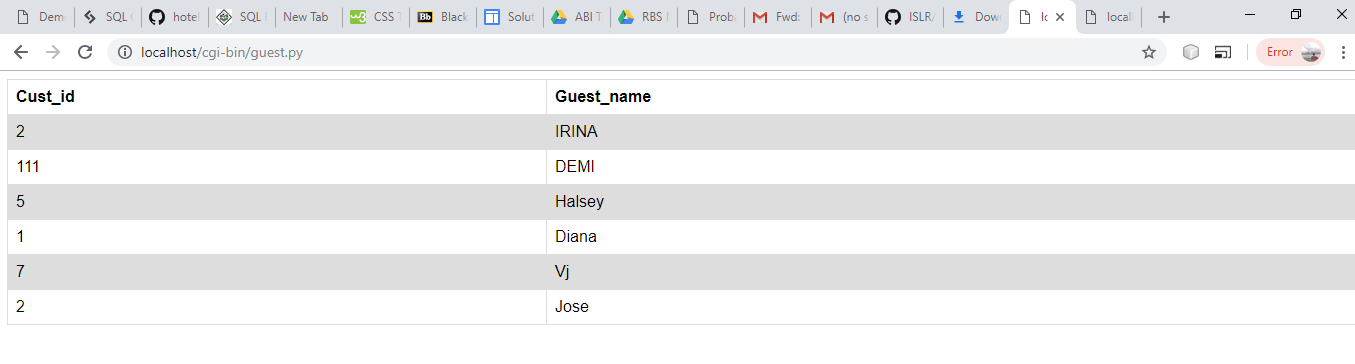 Dem SQL hotel SQL New Tab CSS T Black Solut ABI T RBS Prob Fwd: (no s ISLR/ Dow lo local
localhost/cgi-bin/guest.py Error
Cust_id Guest_name
2 IRINA
111 DEMI
5 Halsey
1 Diana
7 Vj
2 Jose